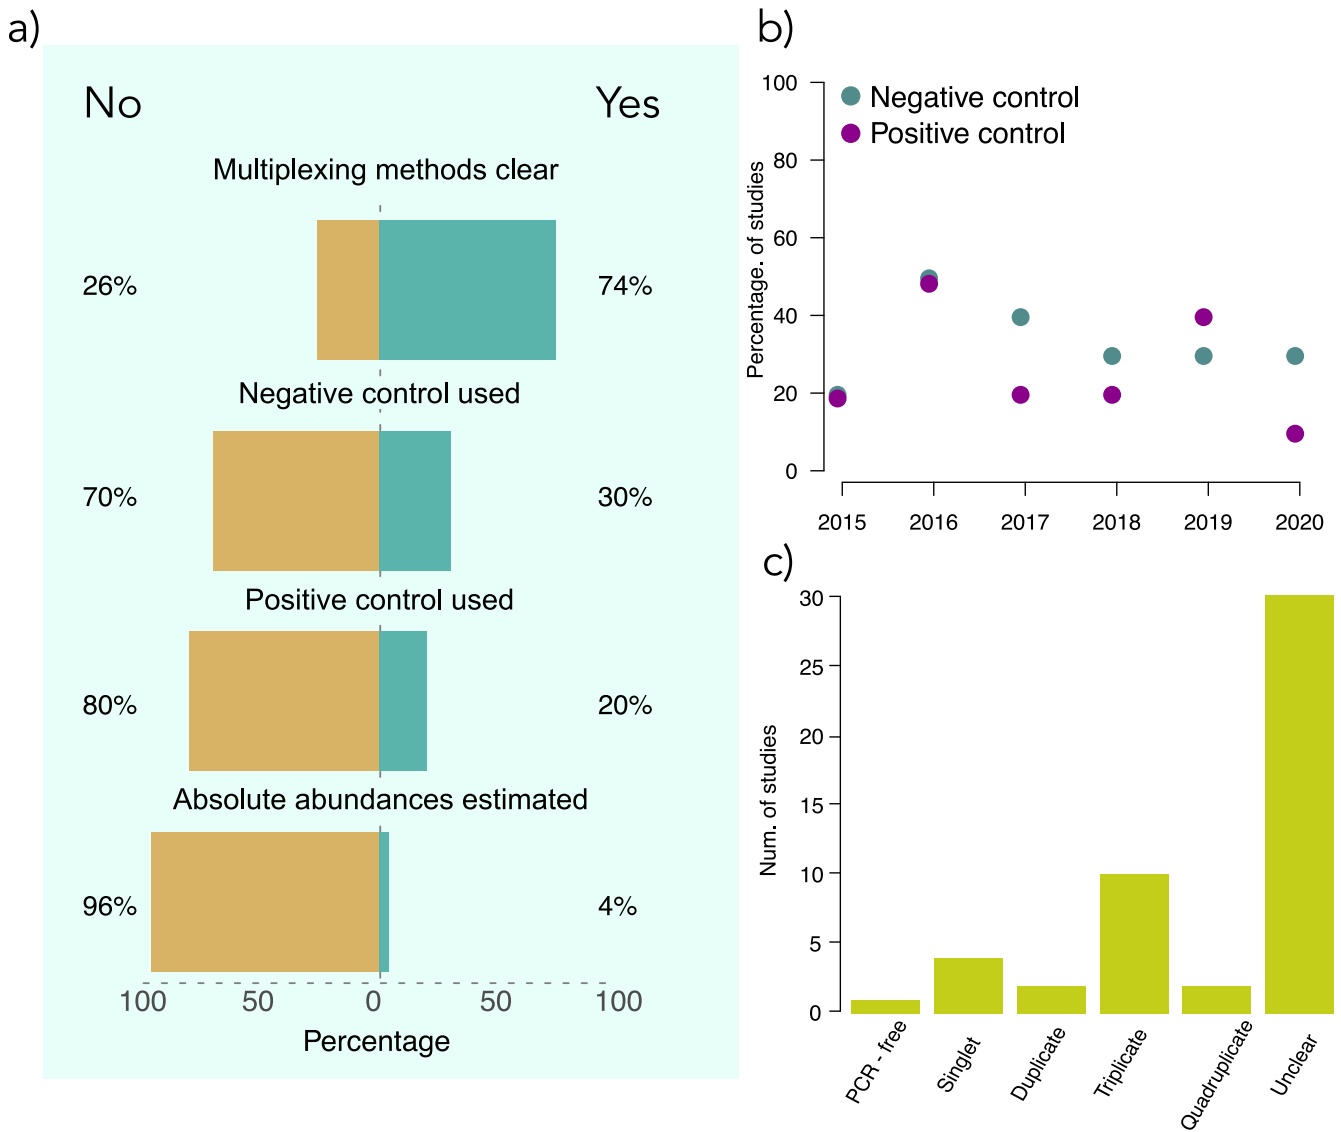 a)
No
Yes
Multiplexing methods clear
26%
74%
Negative control used
70%
30%
Positive control used
80%
20%
Absolute abundances estimated
96%
4%
100 50 0 50 100
Percentage
b)
Negative control
Positive control
Percentage. of studies
100
80
60
40
20
0
2015 2016 2017 2018 2019 2020
c)
Num. of studies
30
25
20
15
10
5
0
PCR - free
Singlet
Duplicate
Triplicate
Quadruplicate
Unclear